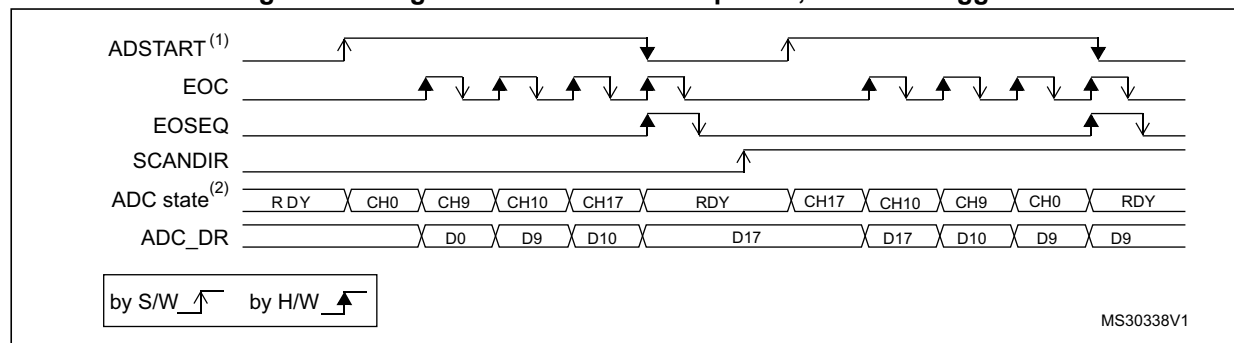 ADSTART(1)
EOC
EOSEQ
SCANDIR
ADC state(2) RDY CH0 CH9 CH10 CH17 RDY CH17 CH10 CH9 CH0 RDY
ADC_DR D0 D9 D10 D17 D17 D10 D9 D9
by S/W by H/W
MS30338V1